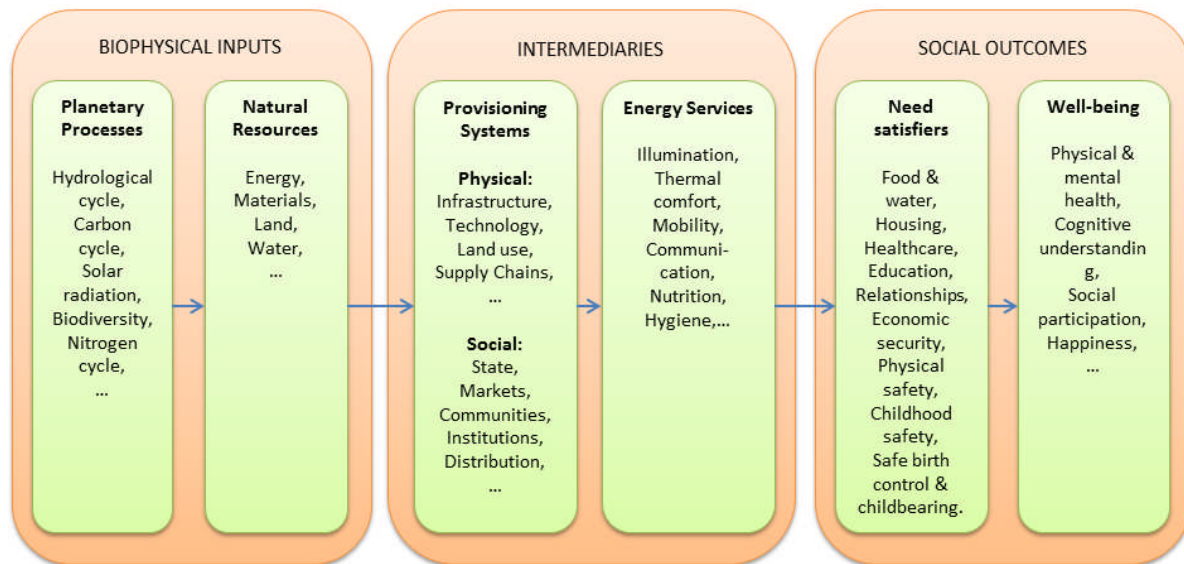 BIOPHYSICAL INPUTS
Planetary
Processes
Hydrological
cycle,
Carbon
cycle,
Solar
radiation,
Biodiversity,
Nitrogen
cycle,
...
Natural
Resources
Energy,
Materials,
Land,
Water,
...
INTERMEDIARIES
Provisioning
Systems
Physical:
Infrastructure,
Technology,
Land use,
Supply Chains,
...
Social:
State,
Markets,
Communities,
Institutions,
Distribution,
...
Energy Services
Illumination,
Thermal
comfort,
Mobility,
Communi-
cation,
Nutrition,
Hygiene,...
SOCIAL OUTCOMES
Need
satisfiers
Food &
water,
Housing,
Healthcare,
Education,
Relationships,
Economic
security,
Physical
safety,
Childhood
safety,
Safe birth
control &
childbearing.
Well-being
Physical &
mental
health,
Cognitive
understandin
g,
Social
participation,
Happiness,
...